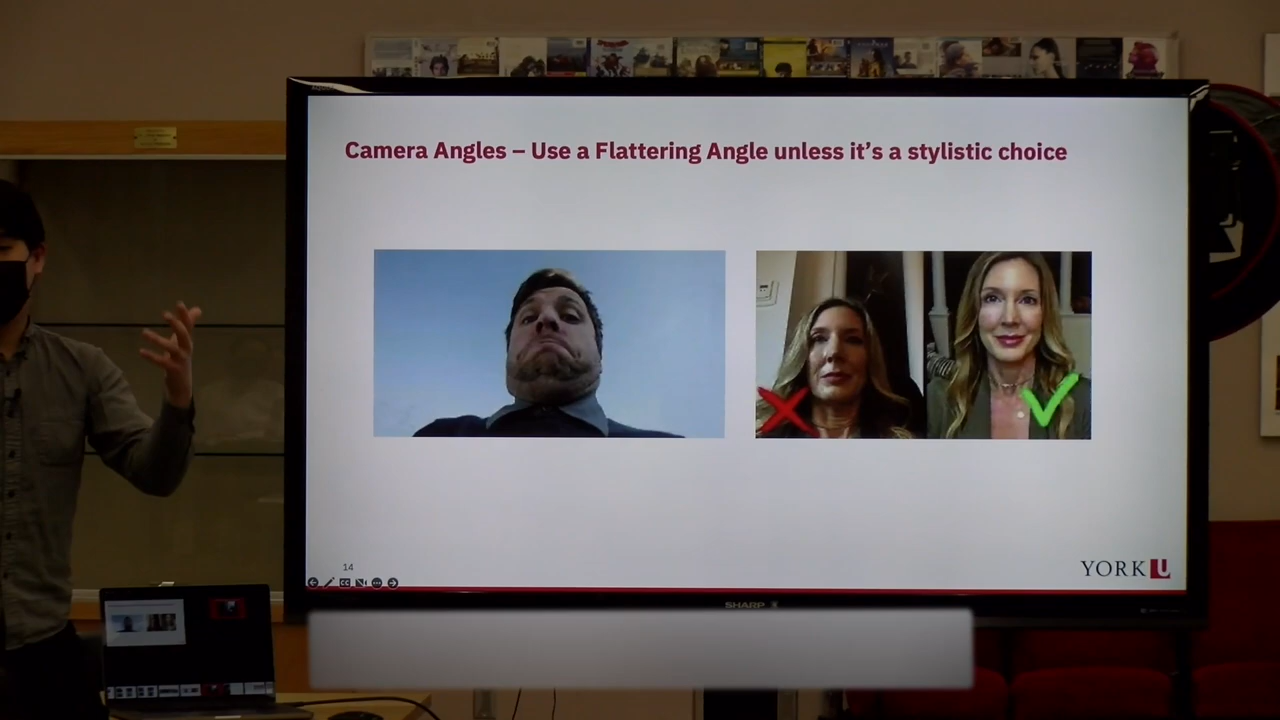 Camera Angles – Use a Flattering Angle unless it's a stylistic choice
14
YORK U
SHARP